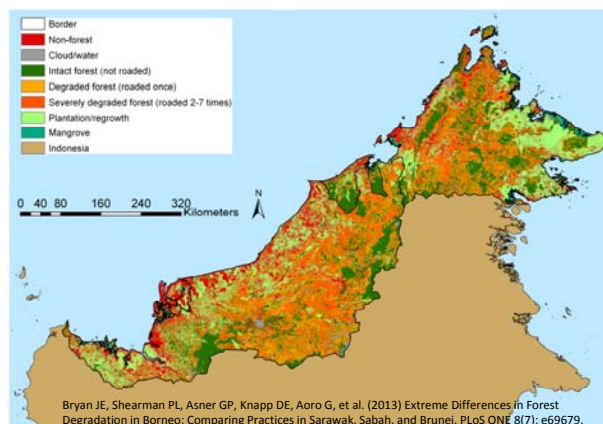 Border
Non-forest
Cloud/water
Intact forest (not roaded)
Degraded forest (roaded once)
Severely degraded forest (roaded 2-7 times)
Plantation/regrowth
Mangrove
Indonesia
N
0 40 80 160 240 320
Kilometers
Bryan JE, Shearman PL, Asner GP, Knapp DE, Aoro G, et al. (2013) Extreme Differences in Forest
Degradation in Borneo: Comparing Practices in Sarawak, Sabah, and Brunei. PLoS ONE 8(7): e69679.